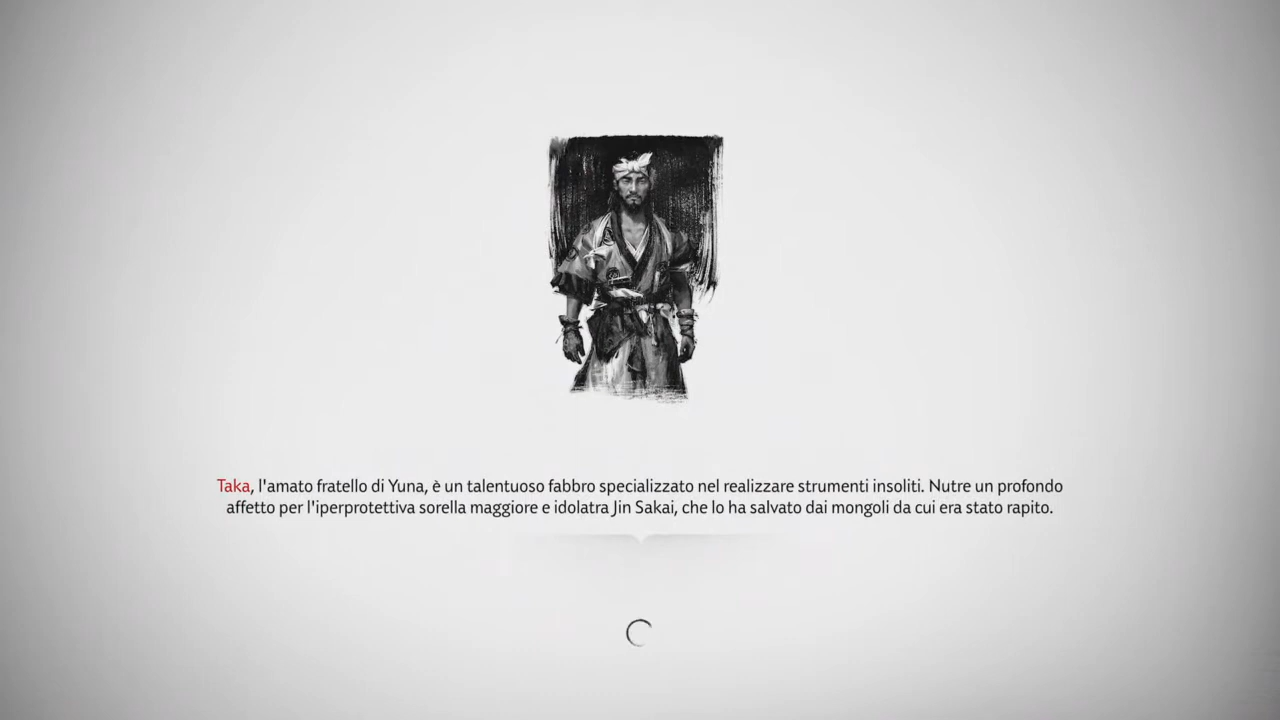 Taka, l'amato fratello di Yuna, è un talentuoso fabbro specializzato nel realizzare strumenti insoliti. Nutre un profondo
affetto per l'iperprotettiva sorella maggiore e idolatra Jin Sakai, che lo ha salvato dai mongoli da cui era stato rapito.